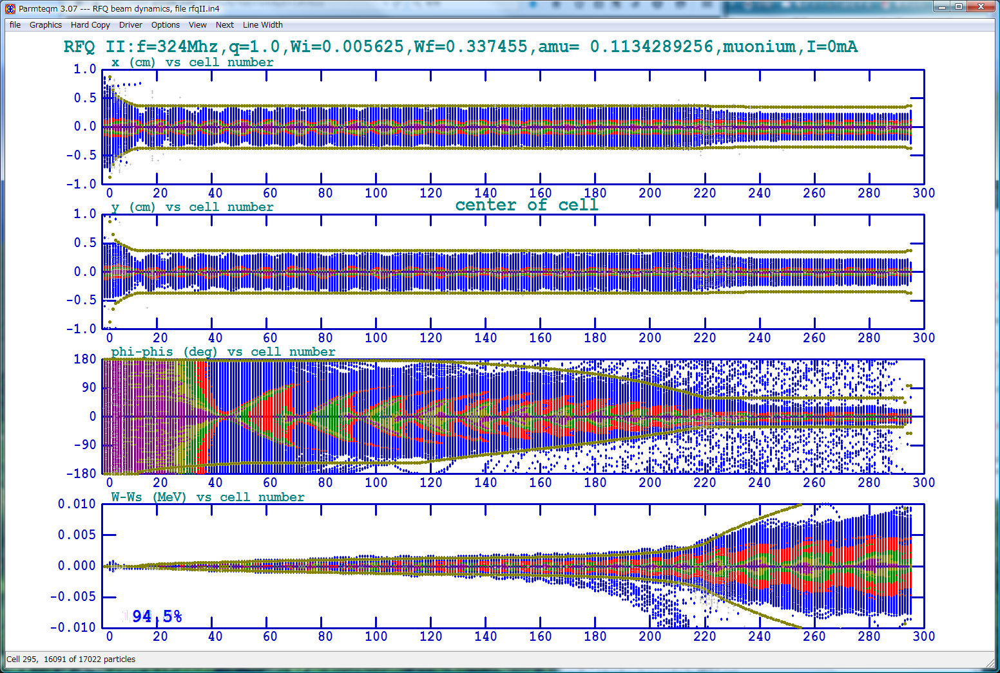 Parmteqm 3.07 --- RFQ beam dynamics, file rfqII.in4
file Graphics Hard Copy Driver Options View Next Line Width
RFQ II:f=324Mhz,q=1.0,Wi=0.005625,Wf=0.337455,amu= 0.1134289256,muonium,I=0mA
x (cm) vs cell number
1.0
0.5
0.0
-0.5
-1.0
0 20 40 60 80 100 120 140 160 180 200 220 240 260 280 300
center of cell
y (cm) vs cell number
1.0
0.5
0.0
-0.5
-1.0
0 20 40 60 80 100 120 140 160 180 200 220 240 260 280 300
phi-phis (deg) vs cell number
180
90
0
-90
-180
0 20 40 60 80 100 120 140 160 180 200 220 240 260 280 300
W-Ws (MeV) vs cell number
0.010
0.005
0.000
-0.005
-0.010
94.5%
0 20 40 60 80 100 120 140 160 180 200 220 240 260 280 300
Cell 295, 16091 of 17022 particles